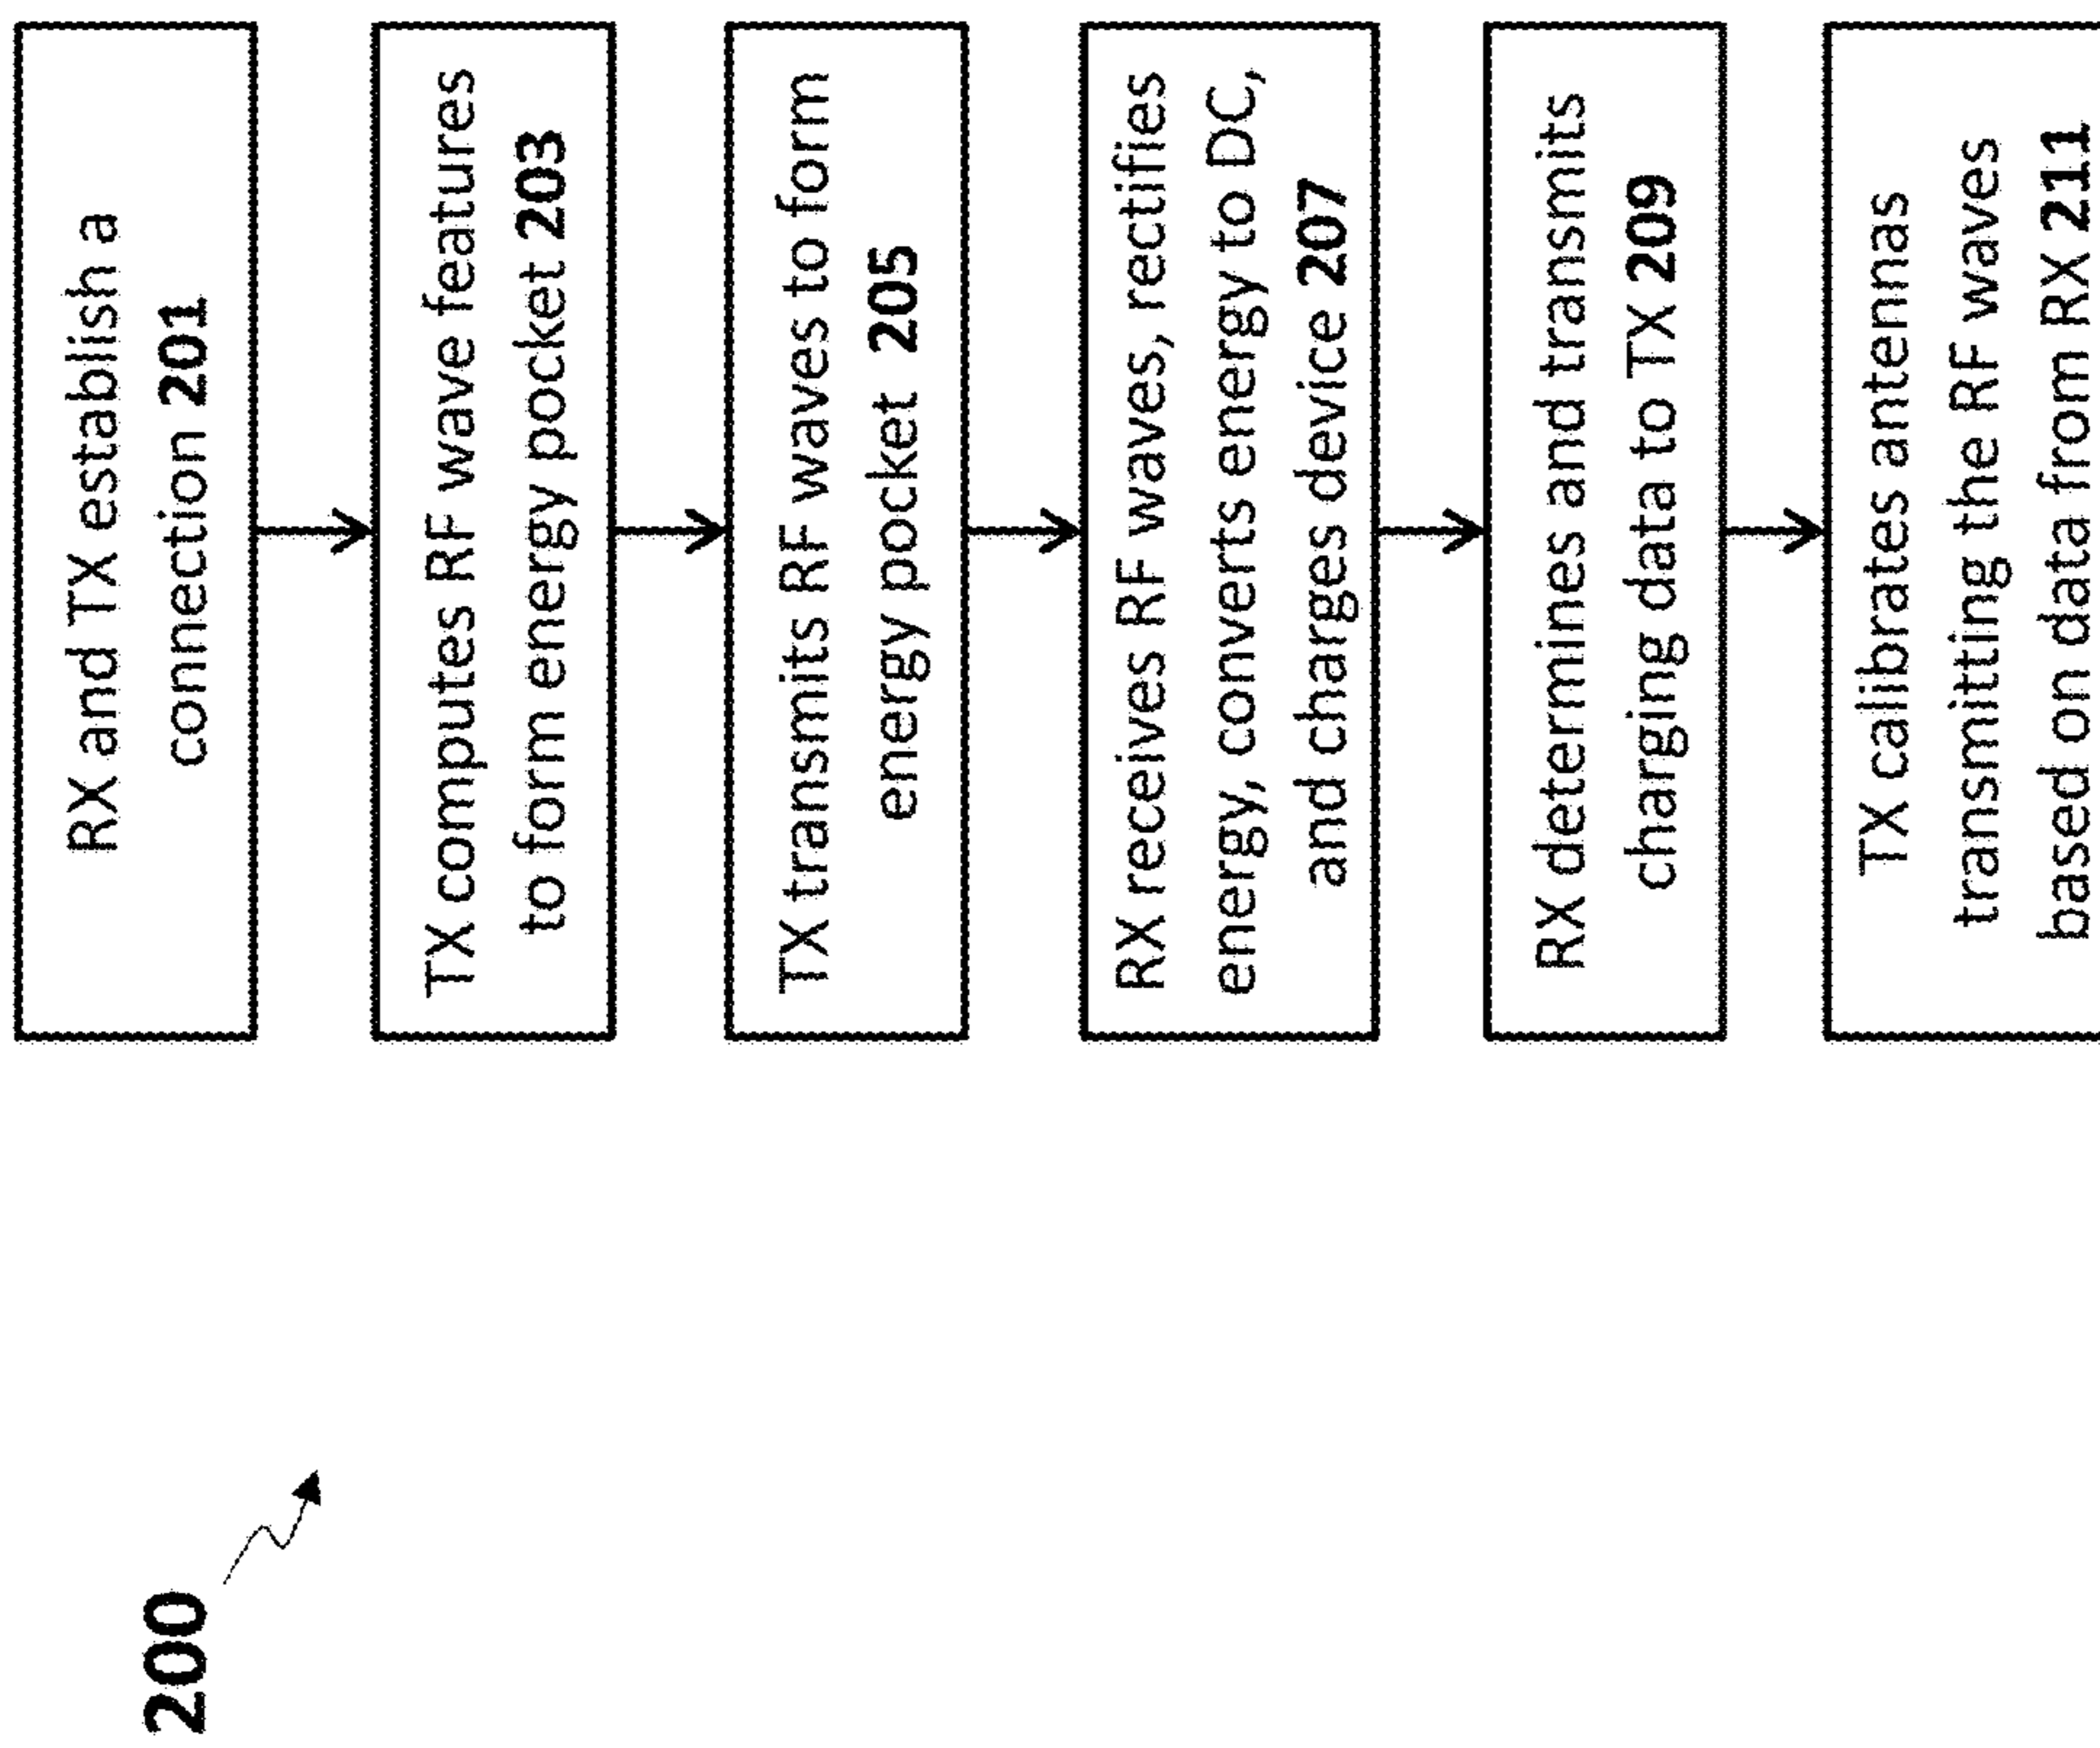 200
RX and TX establish a
connection 201
TX computes RF wave features
to form energy pocket 203
TX transmits RF waves to form
energy pocket 205
RX receives RF waves, rectifies
energy, converts energy to DC,
and charges device 207
RX determines and transmits
charging data to TX 209
TX calibrates antennas
transmitting the RF waves
based on data from RX 211